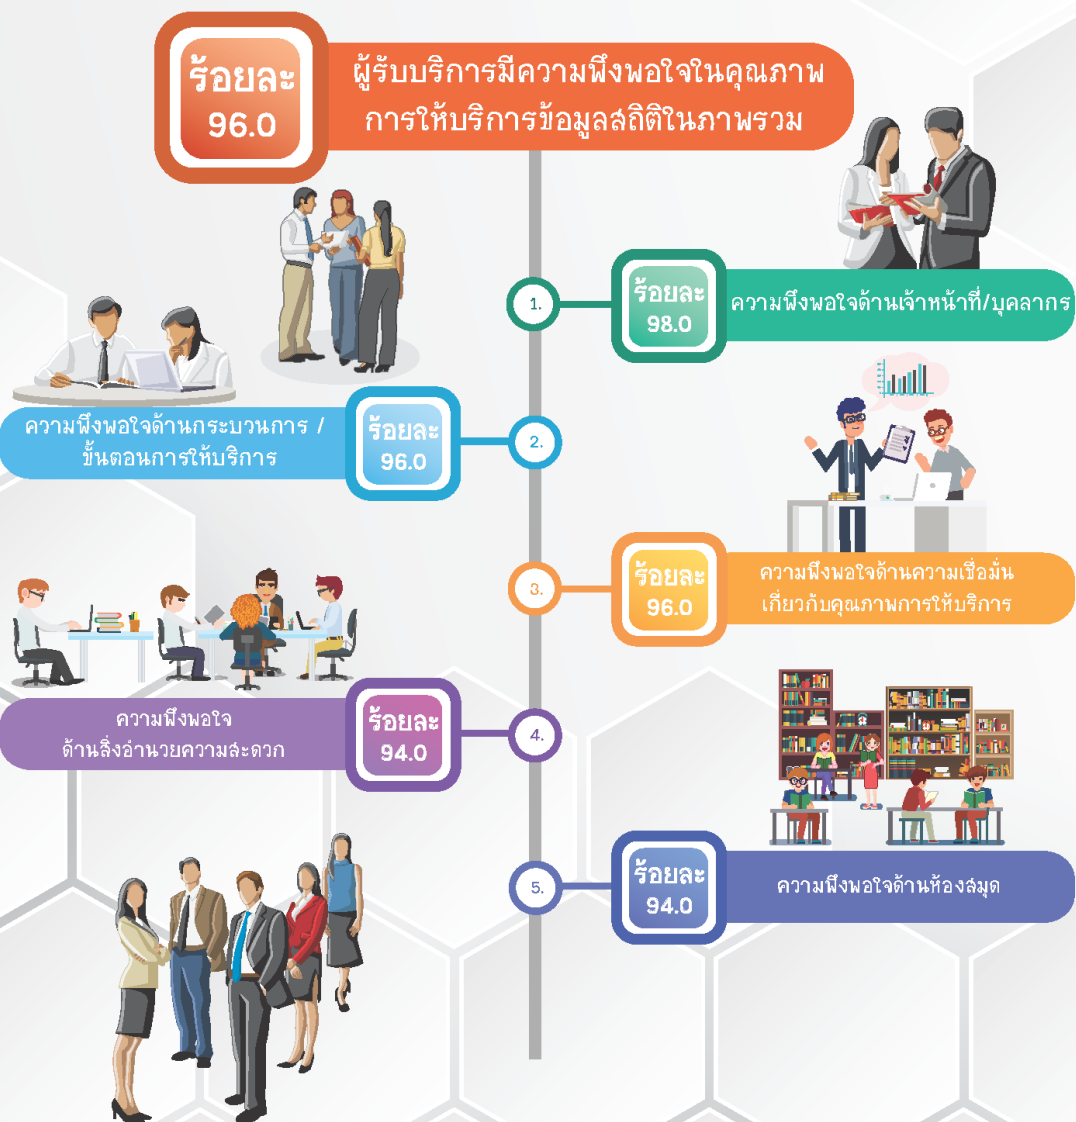 ร้อยละ
96.0
ผู้รับบริการมีความพึงพอใจในคุณภาพ
การให้บริการข้อมูลสถิติในภาพรวม
1.
ร้อยละ
98.0
ความพึงพอใจด้านเจ้าหน้าที่/บุคลากร
ความพึงพอใจด้านกระบวนการ /
ขั้นตอนการให้บริการ
ร้อยละ
96.0
2.
3.
ร้อยละ
96.0
ความพึงพอใจด้านความเชื่อมั่น
เกี่ยวกับคุณภาพการให้บริการ
ความพึงพอใจ
ด้านสิ่งอำนวยความสะดวก
ร้อยละ
94.0
4.
5.
ร้อยละ
94.0
ความพึงพอใจด้านห้องสมุด